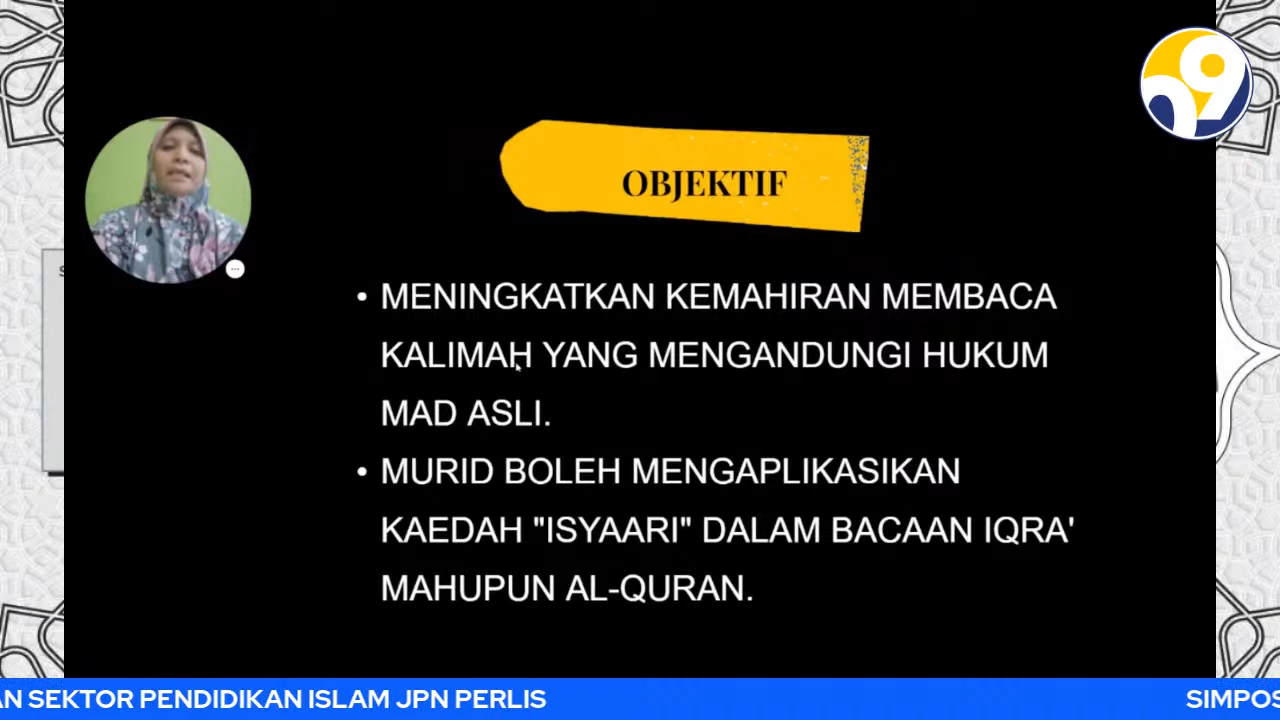 OBJEKTIF
• MENINGKATKAN KEMAHIRAN MEMBACA
KALIMAH YANG MENGANDUNGI HUKUM
MAD ASLI.
• MURID BOLEH MENGAPLIKASIKAN
KAEDAH "ISYAARI" DALAM BACAAN IQRA'
MAHUPUN AL-QURAN.
AN SEKTOR PENDIDIKAN ISLAM JPN PERLIS
SIMPOS